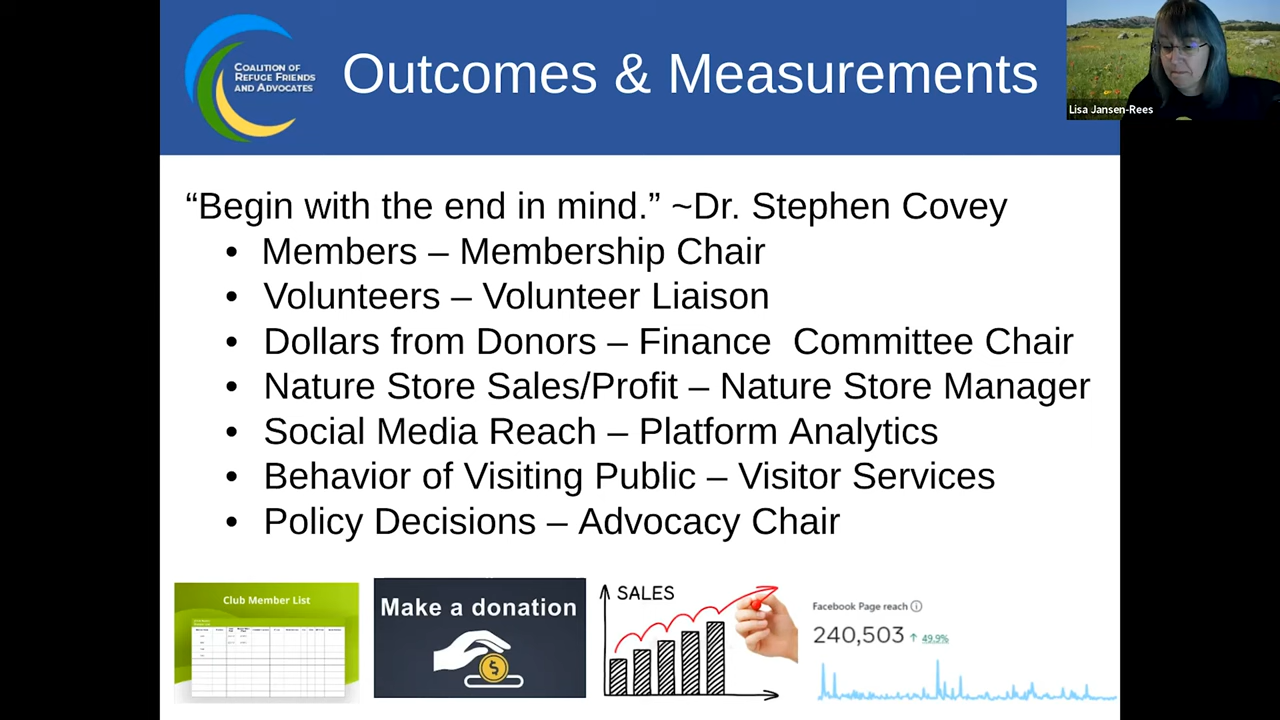 COALITION OF
REFUGE FRIENDS
AND ADVOCATES
Outcomes & Measurements
Lisa Jansen-Rees
“Begin with the end in mind.” ~Dr. Stephen Covey
• Members – Membership Chair
• Volunteers – Volunteer Liaison
• Dollars from Donors – Finance  Committee Chair
• Nature Store Sales/Profit – Nature Store Manager
• Social Media Reach – Platform Analytics
• Behavior of Visiting Public – Visitor Services
• Policy Decisions – Advocacy Chair
Club Member List
Make a donation
$
SALES
Facebook Page reach
240,503 ↑ 49.9%